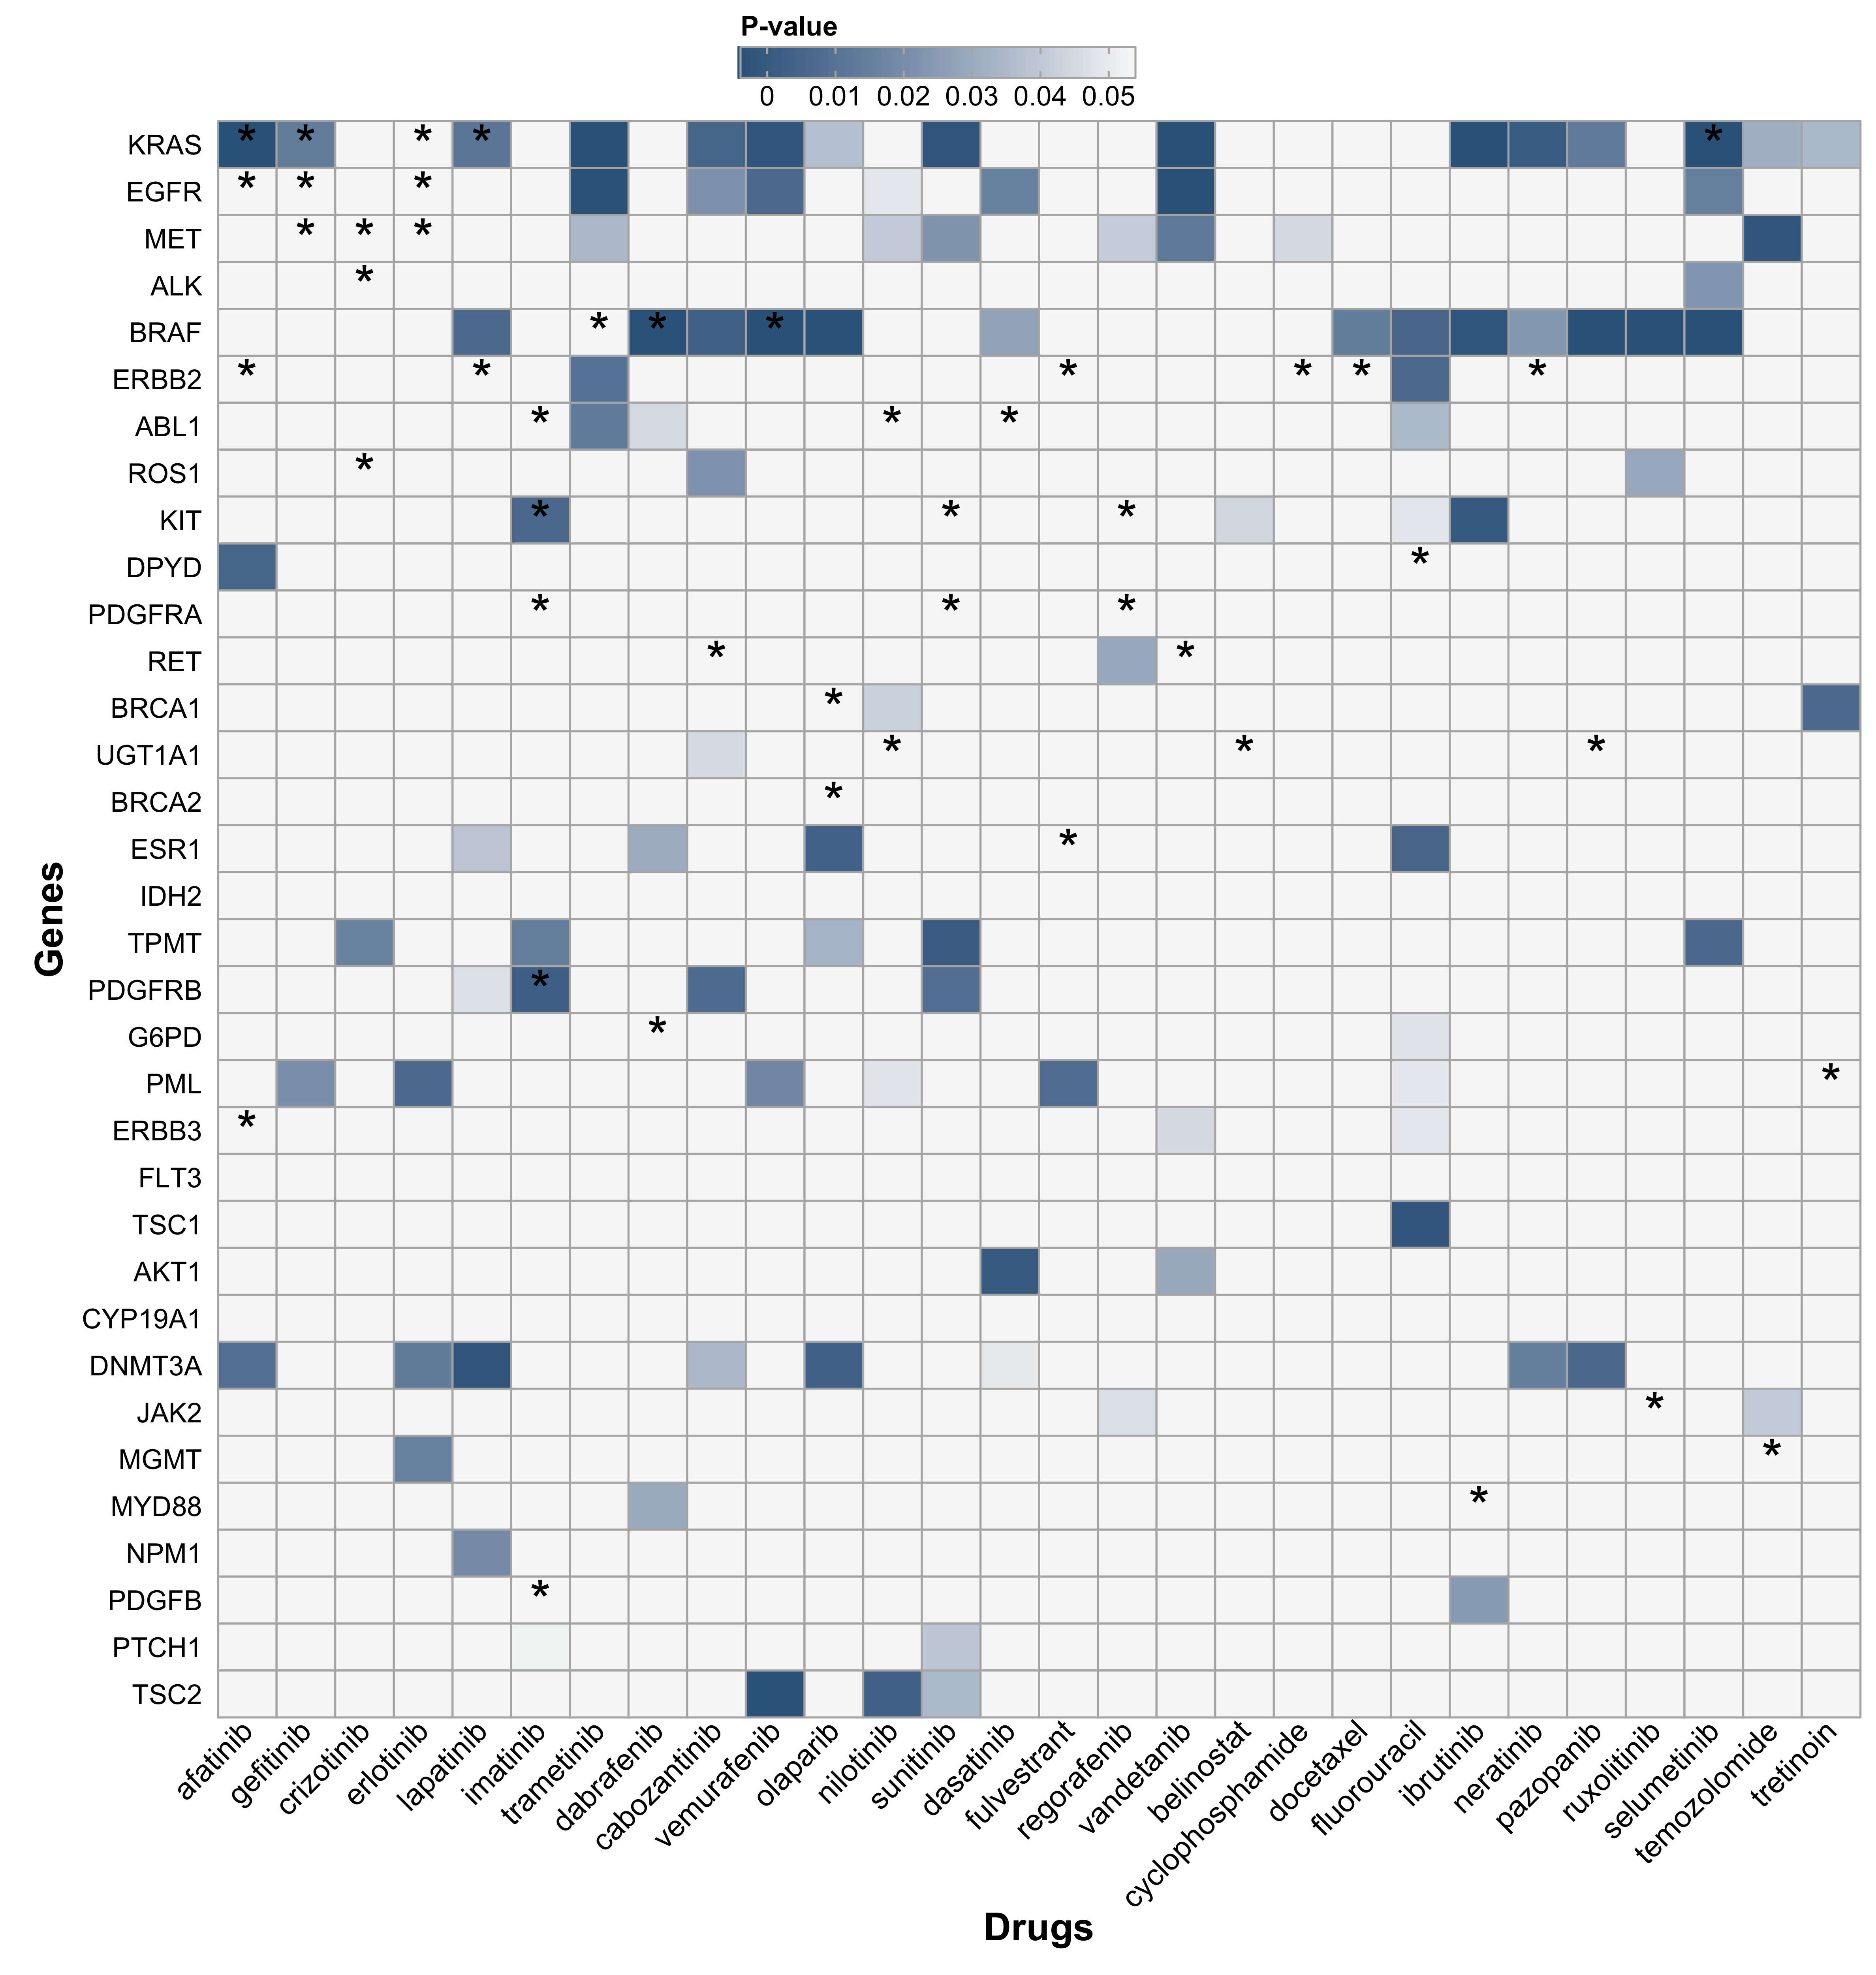 P-value
0 0.01 0.02 0.03 0.04 0.05
KRAS * * * * *
EGFR * * *
MET * * *
ALK *
BRAF * * *
ERBB2 * * * * * *
ABL1 * * *
ROS1 *
KIT * * *
DPYD *
PDGFRA * * *
RET * *
BRCA1 *
UGT1A1 * * *
BRCA2 *
ESR1 *
IDH2
TPMT
PDGFRB *
G6PD *
PML *
ERBB3 *
FLT3
TSC1
AKT1
CYP19A1
DNMT3A
JAK2 *
MGMT *
MYD88 *
NPM1
PDGFB *
PTCH1
TSC2
Genes
afatinib
gefitinib
crizotinib
erlotinib
lapatinib
imatinib
trametinib
dabrafenib
cabozantinib
vemurafenib
olaparib
nilotinib
sunitinib
dasatinib
fulvestrant
regorafenib
vandetanib
belinostat
cyclophosphamide
docetaxel
fluorouracil
ibrutinib
neratinib
pazopanib
ruxolitinib
selumetinib
temozolomide
tretinoin
Drugs